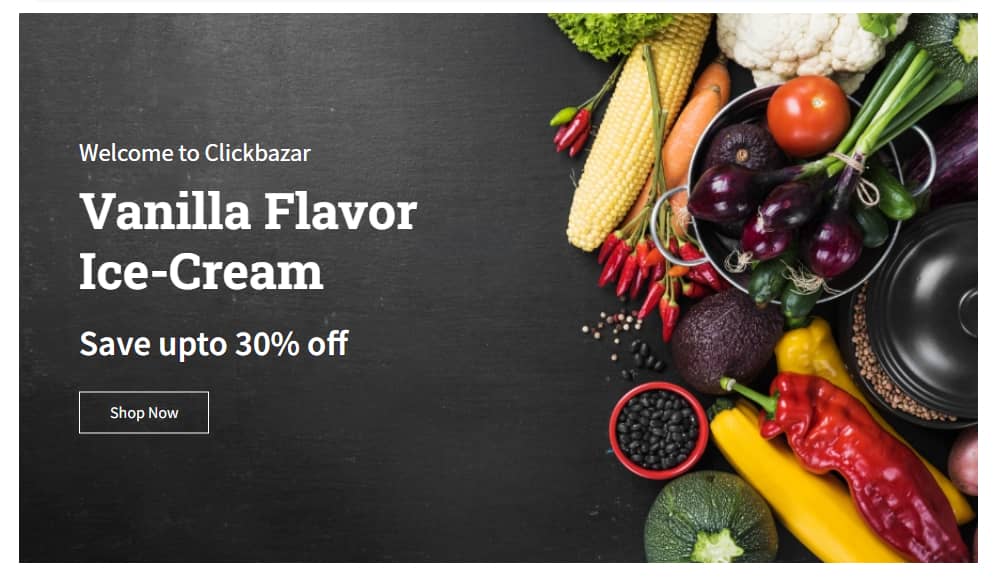 Welcome to Clickbazar
Vanilla Flavor
Ice-Cream
Save upto 30% off
Shop Now